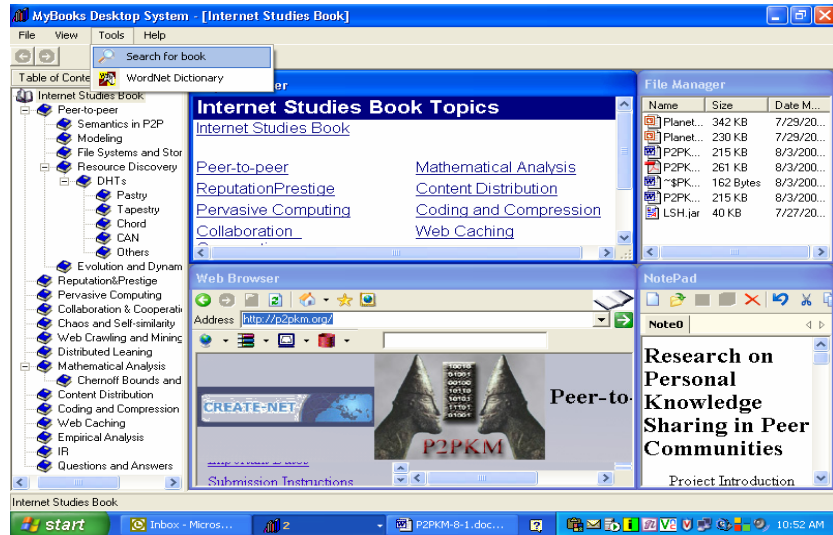 MyBooks Desktop System - [Internet Studies Book]
File View Tools Help
Search for book
WordNet Dictionary
Table of Conte
Internet Studies Book
Peer-to-peer
Semantics in P2P
Modeling
File Systems and Stor
Resource Discovery
DHTs
Pastry
Tapestry
Chord
CAN
Others
Evolution and Dynam
Reputation&Prestige
Pervasive Computing
Collaboration & Cooperati
Chaos and Self-similarity
Web Crawling and Mining
Distributed Leaning
Mathematical Analysis
Chernoff Bounds and
Content Distribution
Coding and Compression
Web Caching
Empirical Analysis
IR
Questions and Answers
Internet Studies Book Topics
Internet Studies Book
Peer-to-peer Mathematical Analysis
ReputationPrestige Content Distribution
Pervasive Computing Coding and Compression
Collaboration Web Caching
File Manager
Name Size Date M...
Planet... 342 KB 7/29/20...
Planet... 230 KB 7/29/20...
P2PK... 215 KB 8/3/200...
P2PK... 261 KB 8/3/200...
~$PK... 162 Bytes 8/3/200...
P2PK... 215 KB 8/3/200...
LSH.jar 40 KB 7/27/20...
Web Browser
Address http://p2pkm.org/
CREATE-NET
P2PKM
Peer-to-
Submission Instructions
NotePad
Note0
Research on
Personal
Knowledge
Sharing in Peer
Communities
Project Introduction
Internet Studies Book
start Inbox - Micros... 2 P2PKM-8-1.doc... 10:52 AM